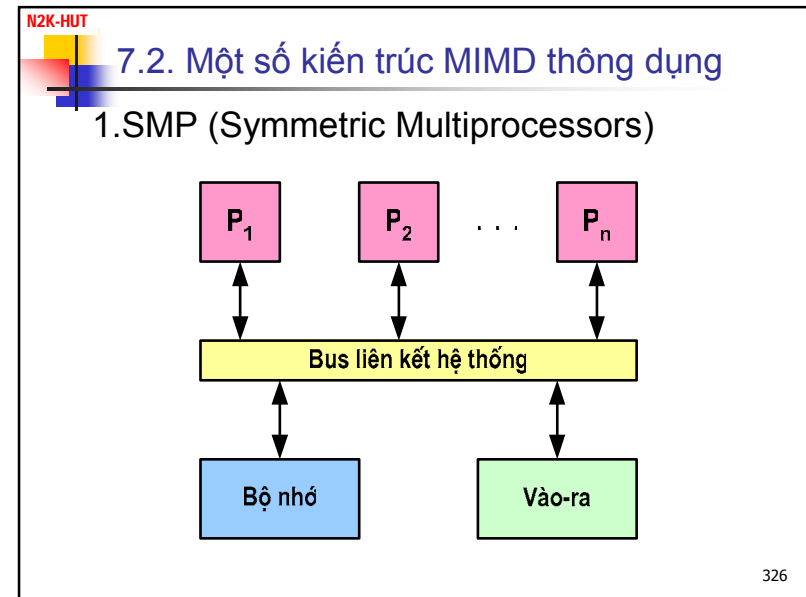 N2K-HUT
7.2. Một số kiến trúc MIMD thông dụng
1.SMP (Symmetric Multiprocessors)
P1 P2 . . . Pn
Bus liên kết hệ thống
Bộ nhớ Vào-ra
326